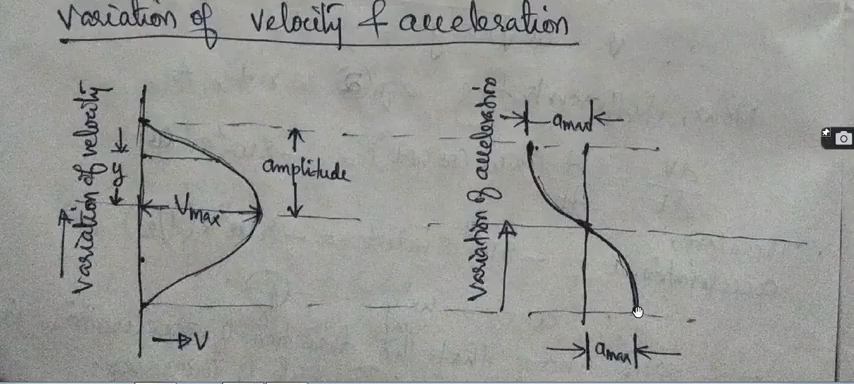 Variation of velocity & acceleration
Variation of velocity
y
Vmax
amplitude
V
Variation of acceleration
amax
amax